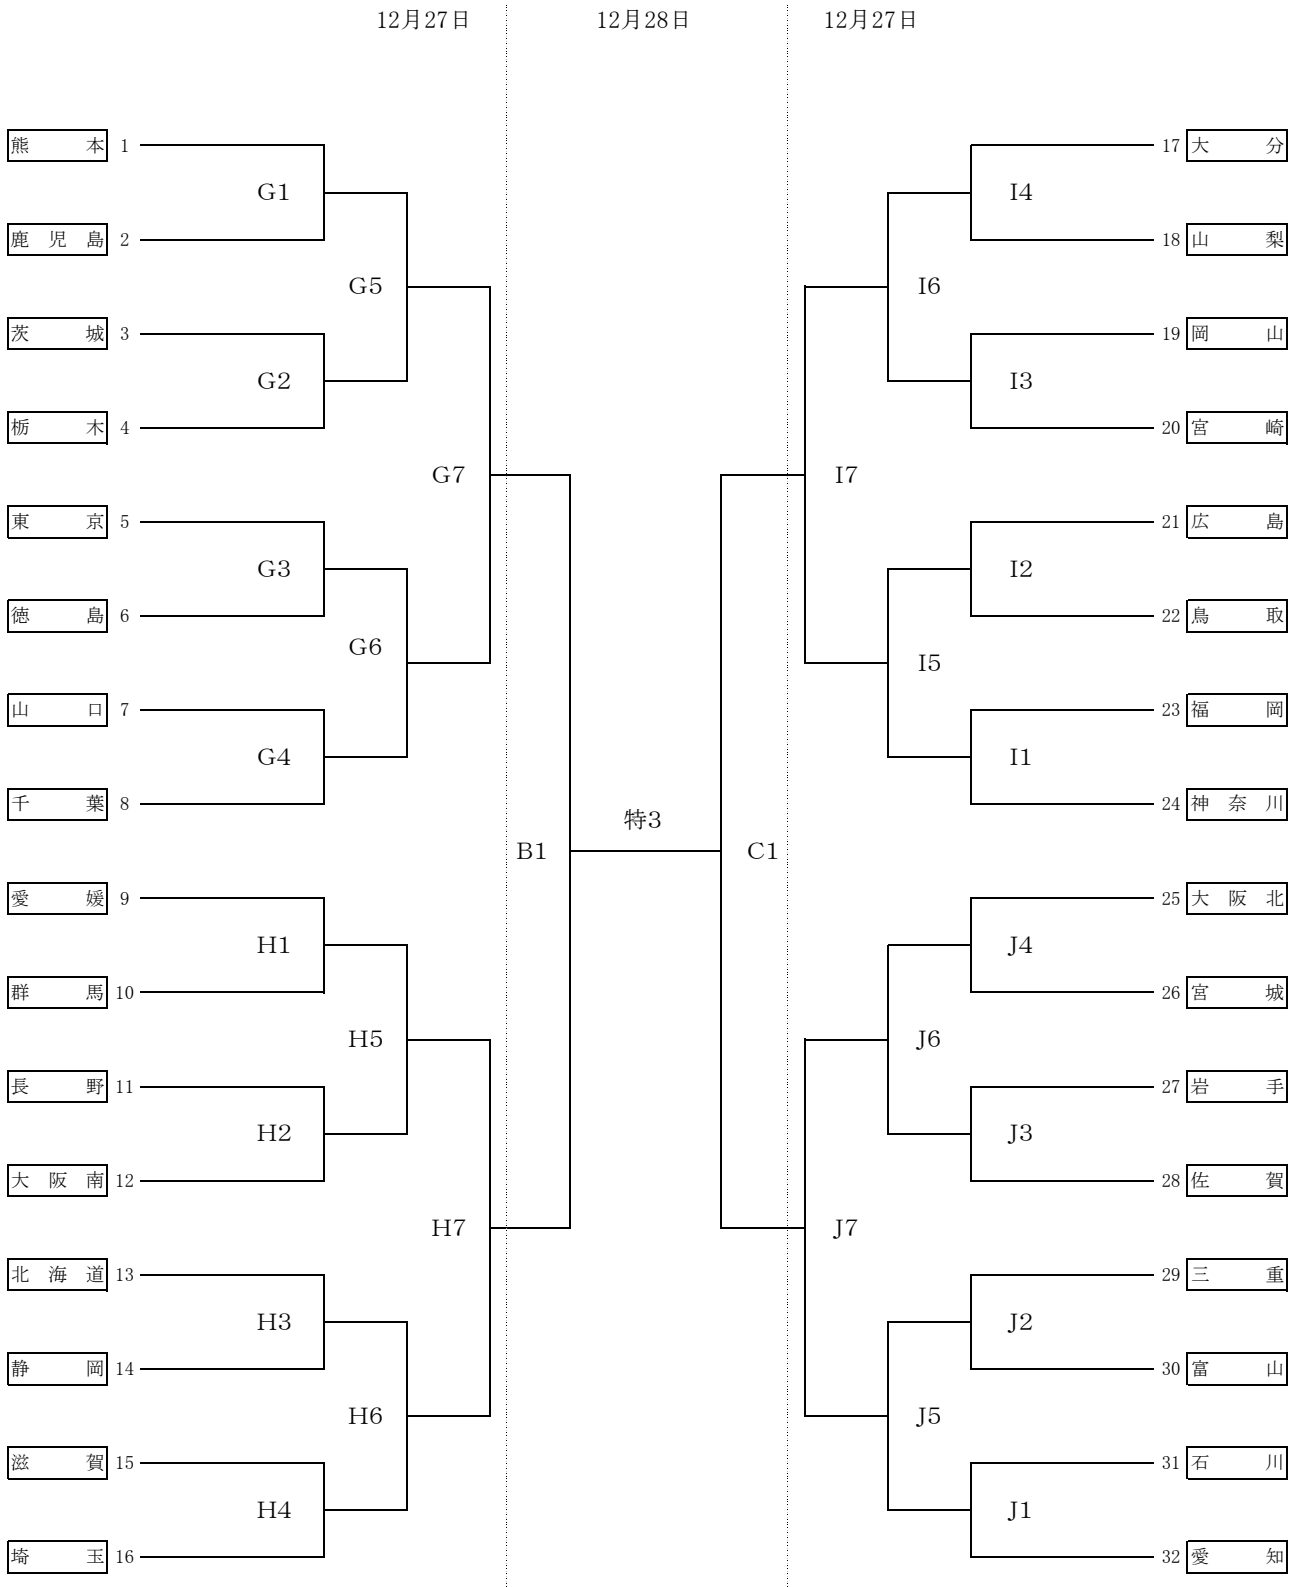 12月27日 12月28日 12月27日
熊本 1 17 大分
G1 I4
鹿児島 2 18 山梨
G5 I6
茨城 3 19 岡山
G2 I3
栃木 4 20 宮崎
G7 I7
東京 5 21 広島
G3 I2
徳島 6 22 鳥取
G6 I5
山口 7 23 福岡
G4 I1
千葉 8 24 神奈川
特3
B1 C1
愛媛 9 25 大阪北
H1 J4
群馬 10 26 宮城
H5 J6
長野 11 27 岩手
H2 J3
大阪南 12 28 佐賀
H7 J7
北海道 13 29 三重
H3 J2
静岡 14 30 富山
H6 J5
滋賀 15 31 石川
H4 J1
埼玉 16 32 愛知